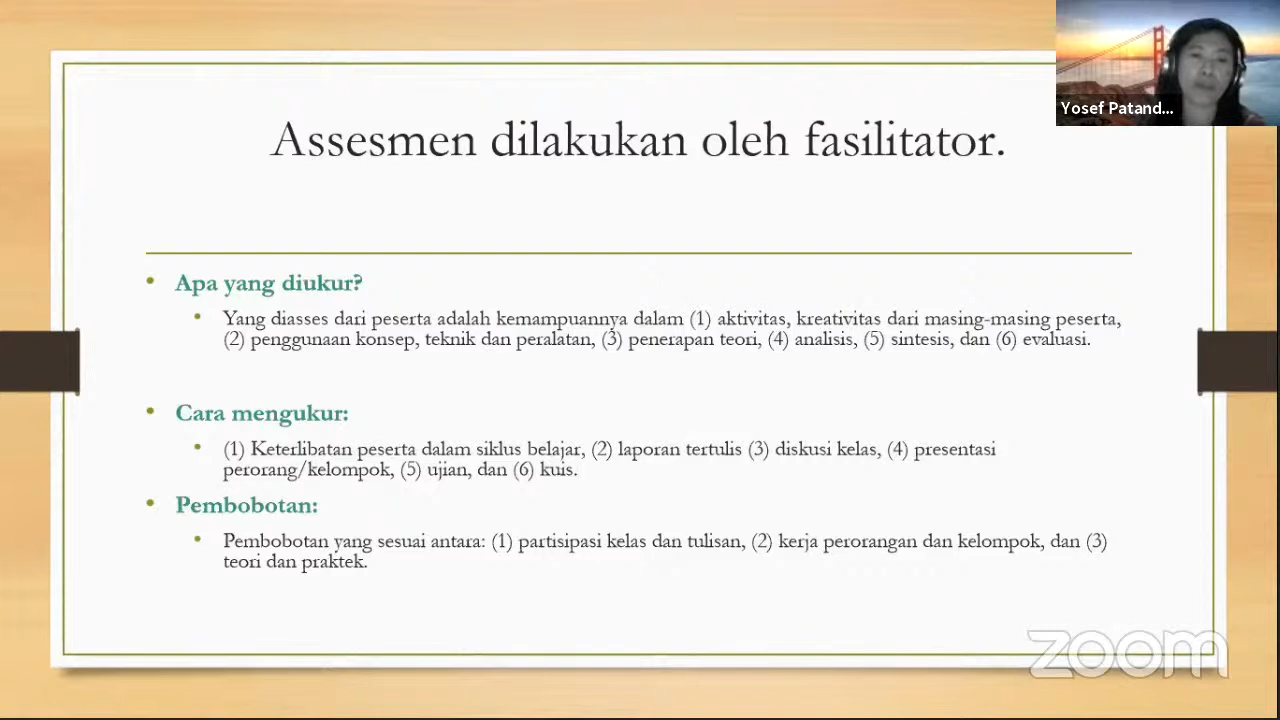 Yosef Patand...
Assesmen dilakukan oleh fasilitator.
Apa yang diukur?
Yang diasses dari peserta adalah kemampuannya dalam (1) aktivitas, kreativitas dari masing-masing peserta,
(2) penggunaan konsep, teknik dan peralatan, (3) penerapan teori, (4) analisis, (5) sintesis, dan (6) evaluasi.
Cara mengukur:
(1) Keterlibatan peserta dalam siklus belajar, (2) laporan tertulis (3) diskusi kelas, (4) presentasi
perorang/kelompok, (5) ujian, dan (6) kuis.
Pembobotan:
Pembobotan yang sesuai antara: (1) partisipasi kelas dan tulisan, (2) kerja perorangan dan kelompok, dan (3)
teori dan praktek.
zoom